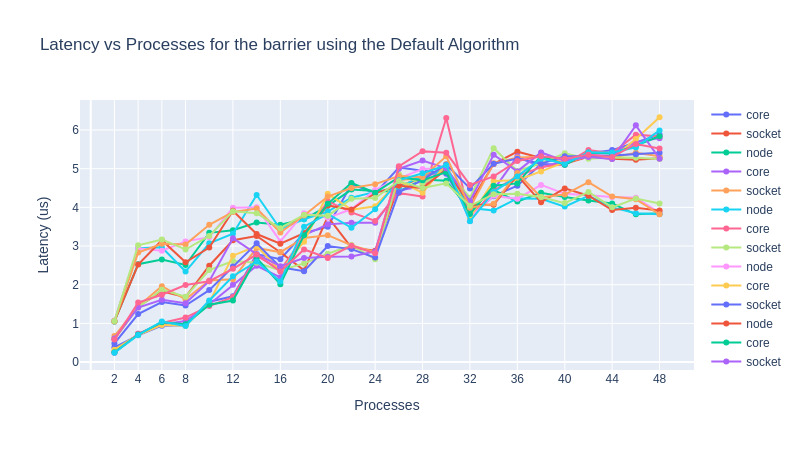 Latency vs Processes for the barrier using the Default Algorithm
core
socket
node
core
socket
node
core
socket
node
core
socket
node
core
socket
6
5
4
3
2
1
0
Latency (us)
2 4 6 8 12 16 20 24 28 32 36 40 44 48
Processes